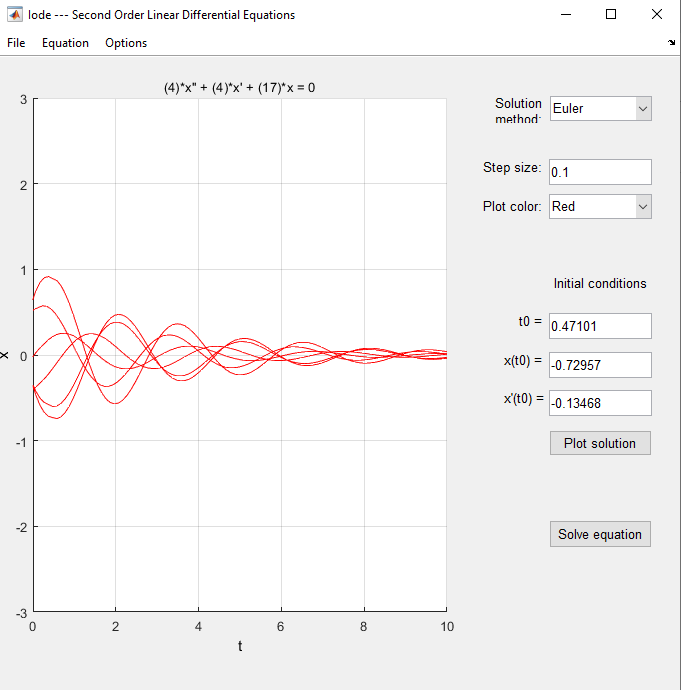 Iode --- Second Order Linear Differential Equations
File Equation Options
(4)*x'' + (4)*x' + (17)*x = 0
3
2
1
0
-1
-2
-3
x
0 2 4 6 8 10
t
Solution
method:
Euler
Step size:
0.1
Plot color:
Red
Initial conditions
t0 =
0.47101
x(t0) =
-0.72957
x'(t0) =
-0.13468
Plot solution
Solve equation